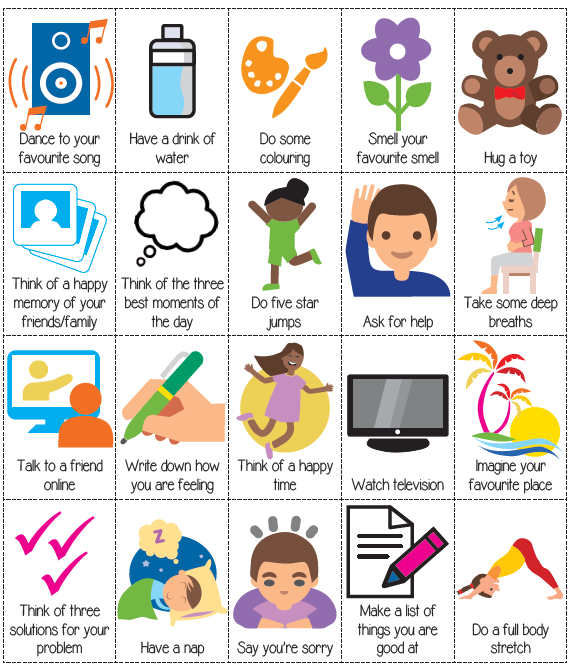 Dance to your
favourite song
Have a drink of
water
Do some
colouring
Smell your
favourite smell
Hug a toy
Think of a happy
memory of your
friends/family
Think of the three
best moments of
the day
Do five star
jumps
Ask for help
Take some deep
breaths
Talk to a friend
online
Write down how
you are feeling
Think of a happy
time
Watch television
Imagine your
favourite place
Think of three
solutions for your
problem
Z
Have a nap
Say you're sorry
Make a list of
things you are
good at
Do a full body
stretch